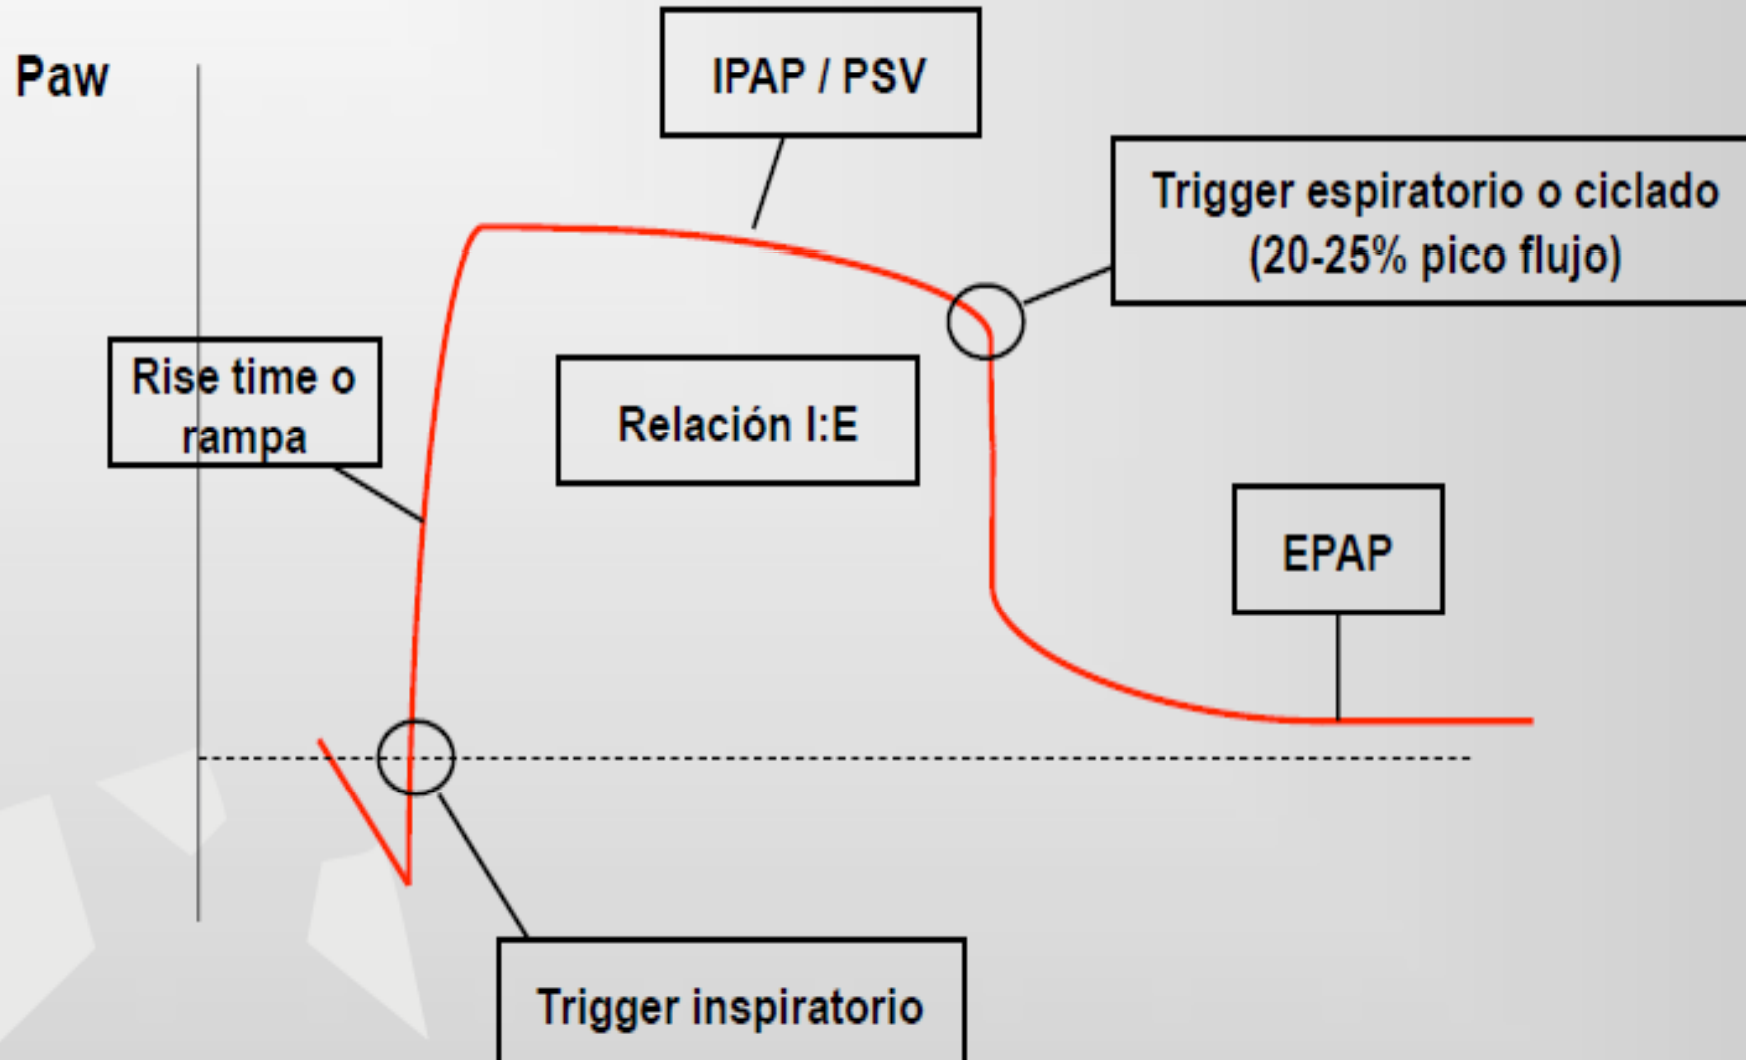 Paw
IPAP / PSV
Trigger espiratorio o ciclado
(20-25% pico flujo)
Rise time o
rampa
Relación I:E
EPAP
Trigger inspiratorio